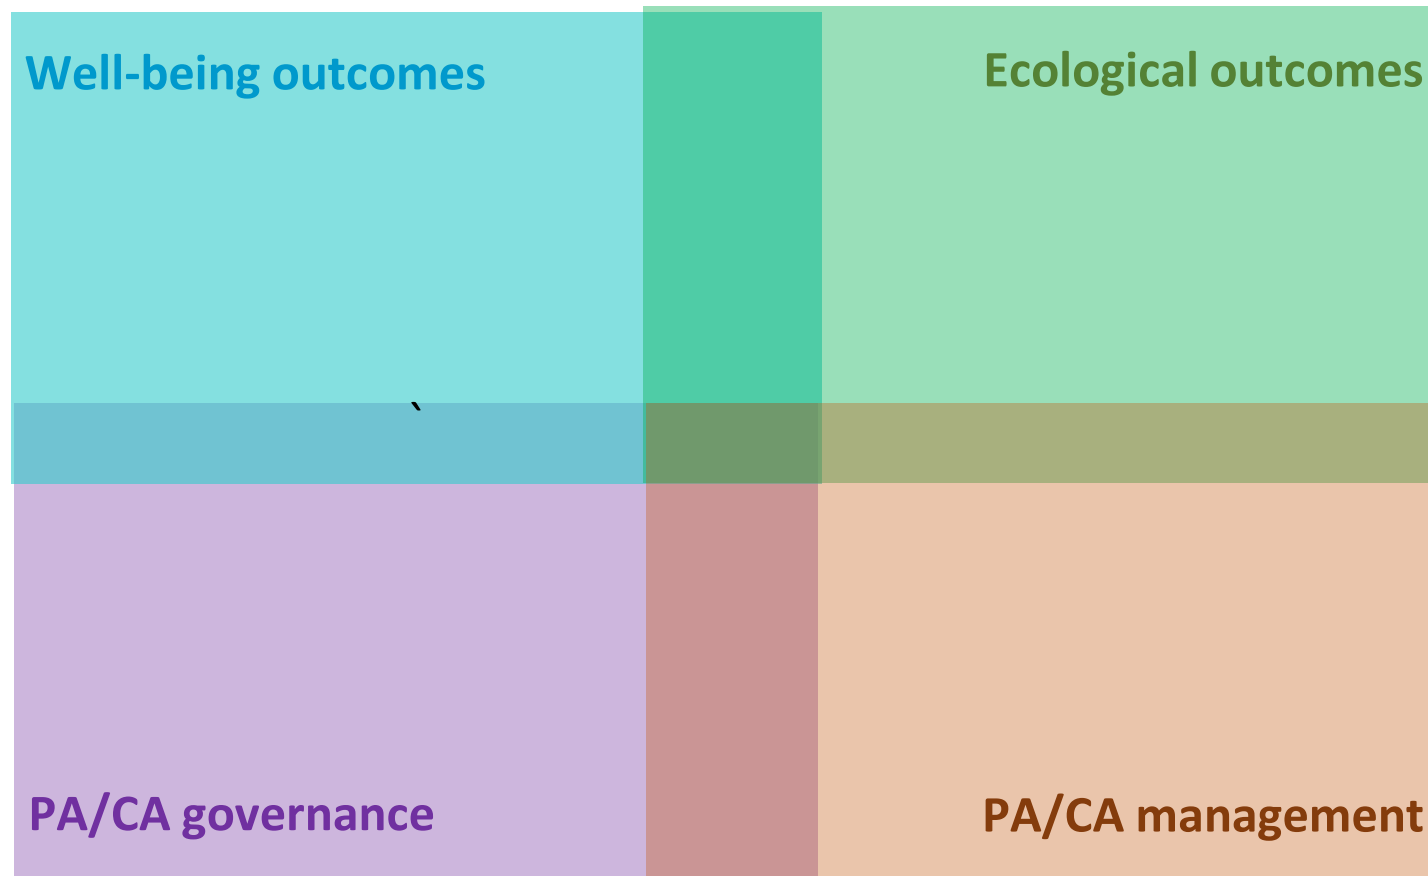 Well-being outcomes
Ecological outcomes
`
PA/CA governance
PA/CA management